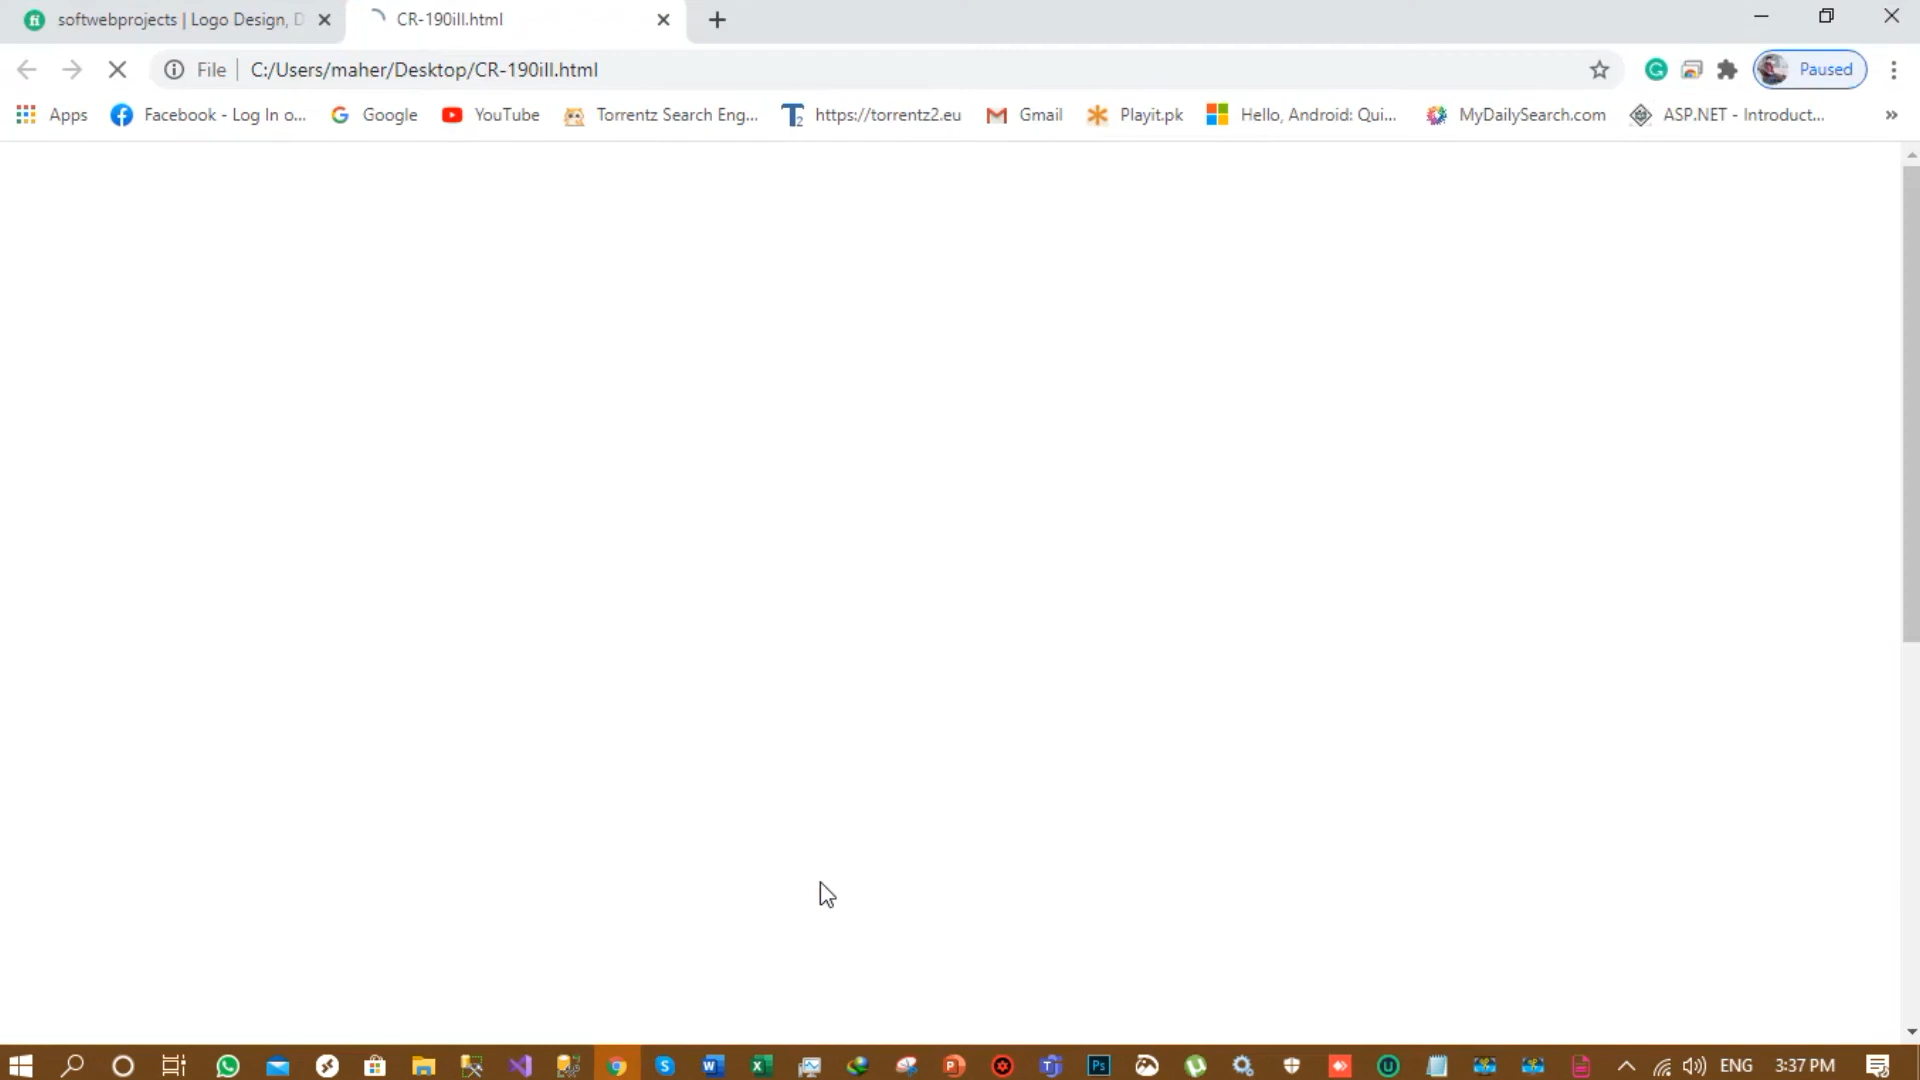 softwebprojects | Logo Design, D
CR-190ill.html
File
C:/Users/maher/Desktop/CR-190ill.html
Paused
Apps
Facebook - Log In o...
Google
YouTube
Torrentz Search Eng...
https://torrentz2.eu
Gmail
Playit.pk
Hello, Android: Qui...
MyDailySearch.com
ASP.NET - Introduct...
ENG
3:37 PM